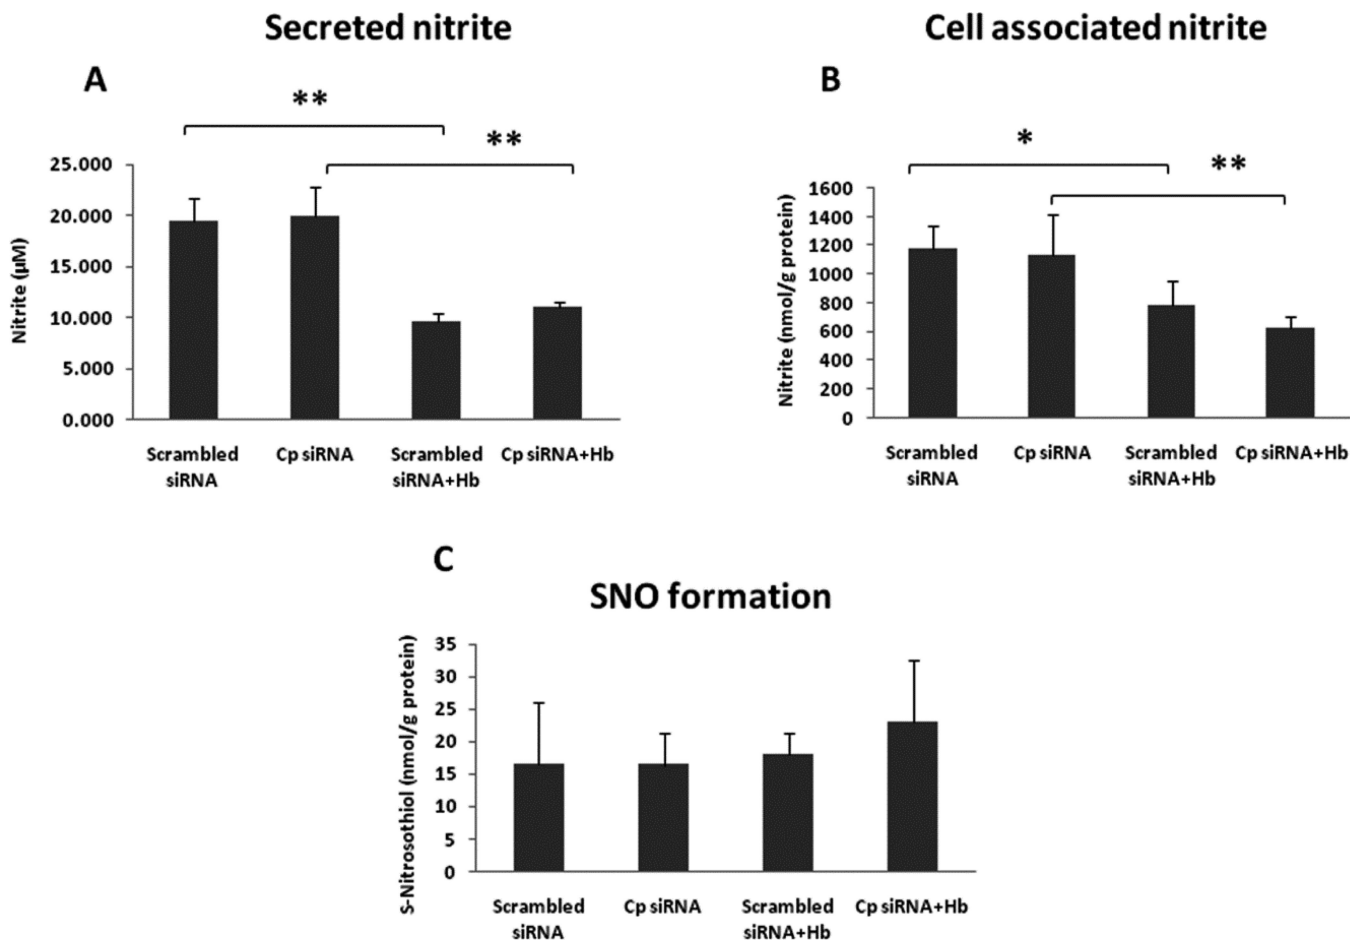 Secreted nitrite
A
**
**
25.000
20.000
15.000
10.000
5.000
0.000
Nitrite (µM)
Scrambled
siRNA
Cp siRNA
Scrambled
siRNA+Hb
Cp siRNA+Hb
Cell associated nitrite
B
*
**
1600
1400
1200
1000
800
600
400
200
0
Nitrite (nmol/g protein)
Scrambled
siRNA
Cp siRNA
Scrambled
siRNA+Hb
Cp siRNA+Hb
C
SNO formation
35
30
25
20
15
10
5
0
S-Nitrosothiol (nmol/g protein)
Scrambled
siRNA
Cp siRNA
Scrambled
siRNA+Hb
Cp siRNA+Hb